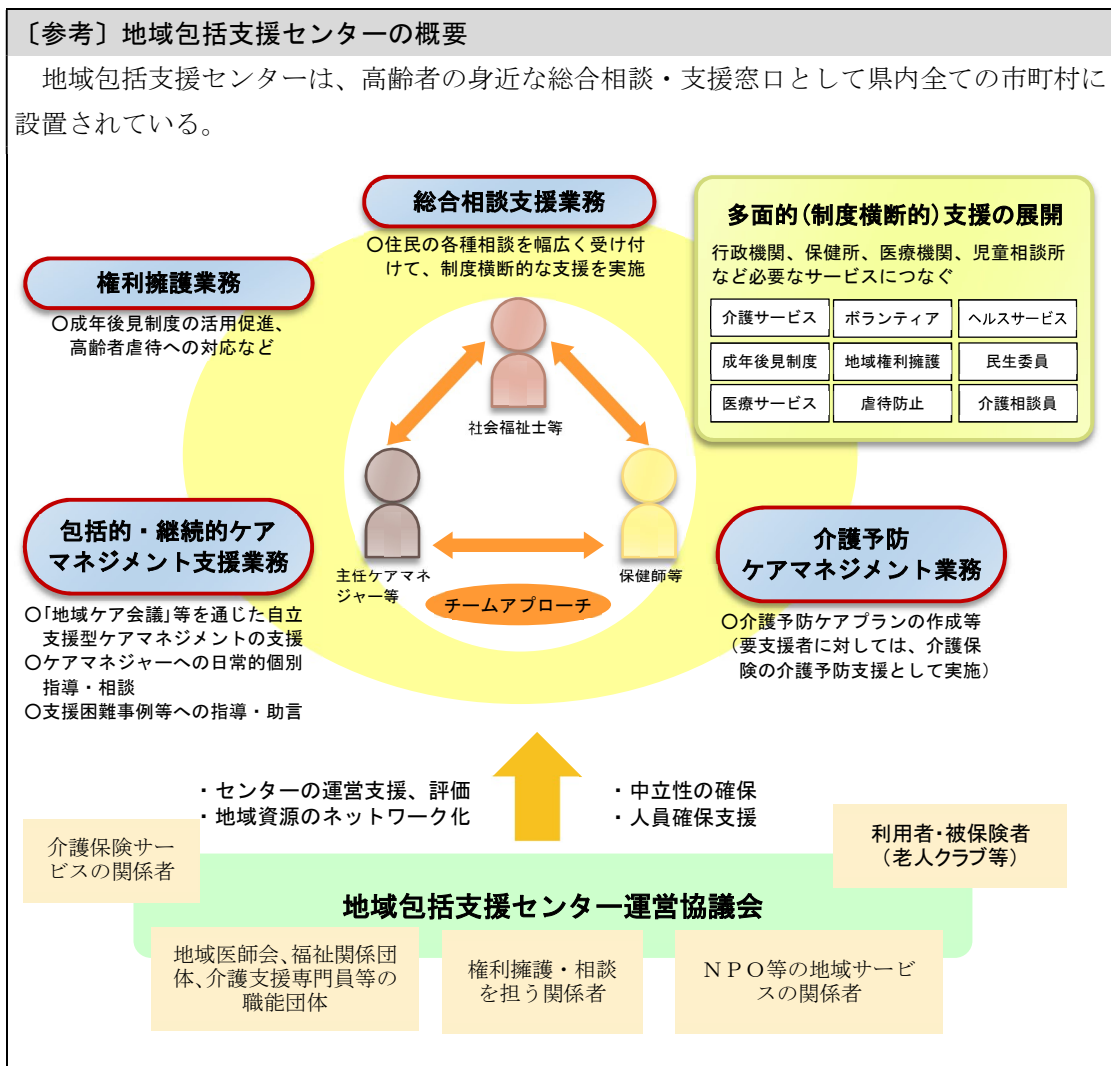 〔参考〕地域包括支援センターの概要
地域包括支援センターは、高齢者の身近な総合相談・支援窓口として県内全ての市町村に
設置されている。
総合相談支援業務
〇住民の各種相談を幅広く受け付
けて、制度横断的な支援を実施
権利擁護業務
〇成年後見制度の活用促進、
高齢者虐待への対応など
多面的(制度横断的)支援の展開
行政機関、保健所、医療機関、児童相談所
など必要なサービスにつなぐ
介護サービス
ボランティア
ヘルスサービス
成年後見制度
地域権利擁護
民生委員
医療サービス
虐待防止
介護相談員
社会福祉士等
主任ケアマネ
ジャー等
保健師等
チームアプローチ
包括的・継続的ケア
マネジメント支援業務
〇「地域ケア会議」等を通じた自立
支援型ケアマネジメントの支援
〇ケアマネジャーへの日常的個別
指導・相談
〇支援困難事例等への指導・助言
介護予防
ケアマネジメント業務
〇介護予防ケアプランの作成等
(要支援者に対しては、介護保
険の介護予防支援として実施)
・センターの運営支援、評価
・地域資源のネットワーク化
・中立性の確保
・人員確保支援
介護保険サー
ビスの関係者
利用者・被保険者
(老人クラブ等)
地域包括支援センター運営協議会
地域医師会、福祉関係団
体、介護支援専門員等の
職能団体
権利擁護・相談
を担う関係者
NPO等の地域サービ
スの関係者